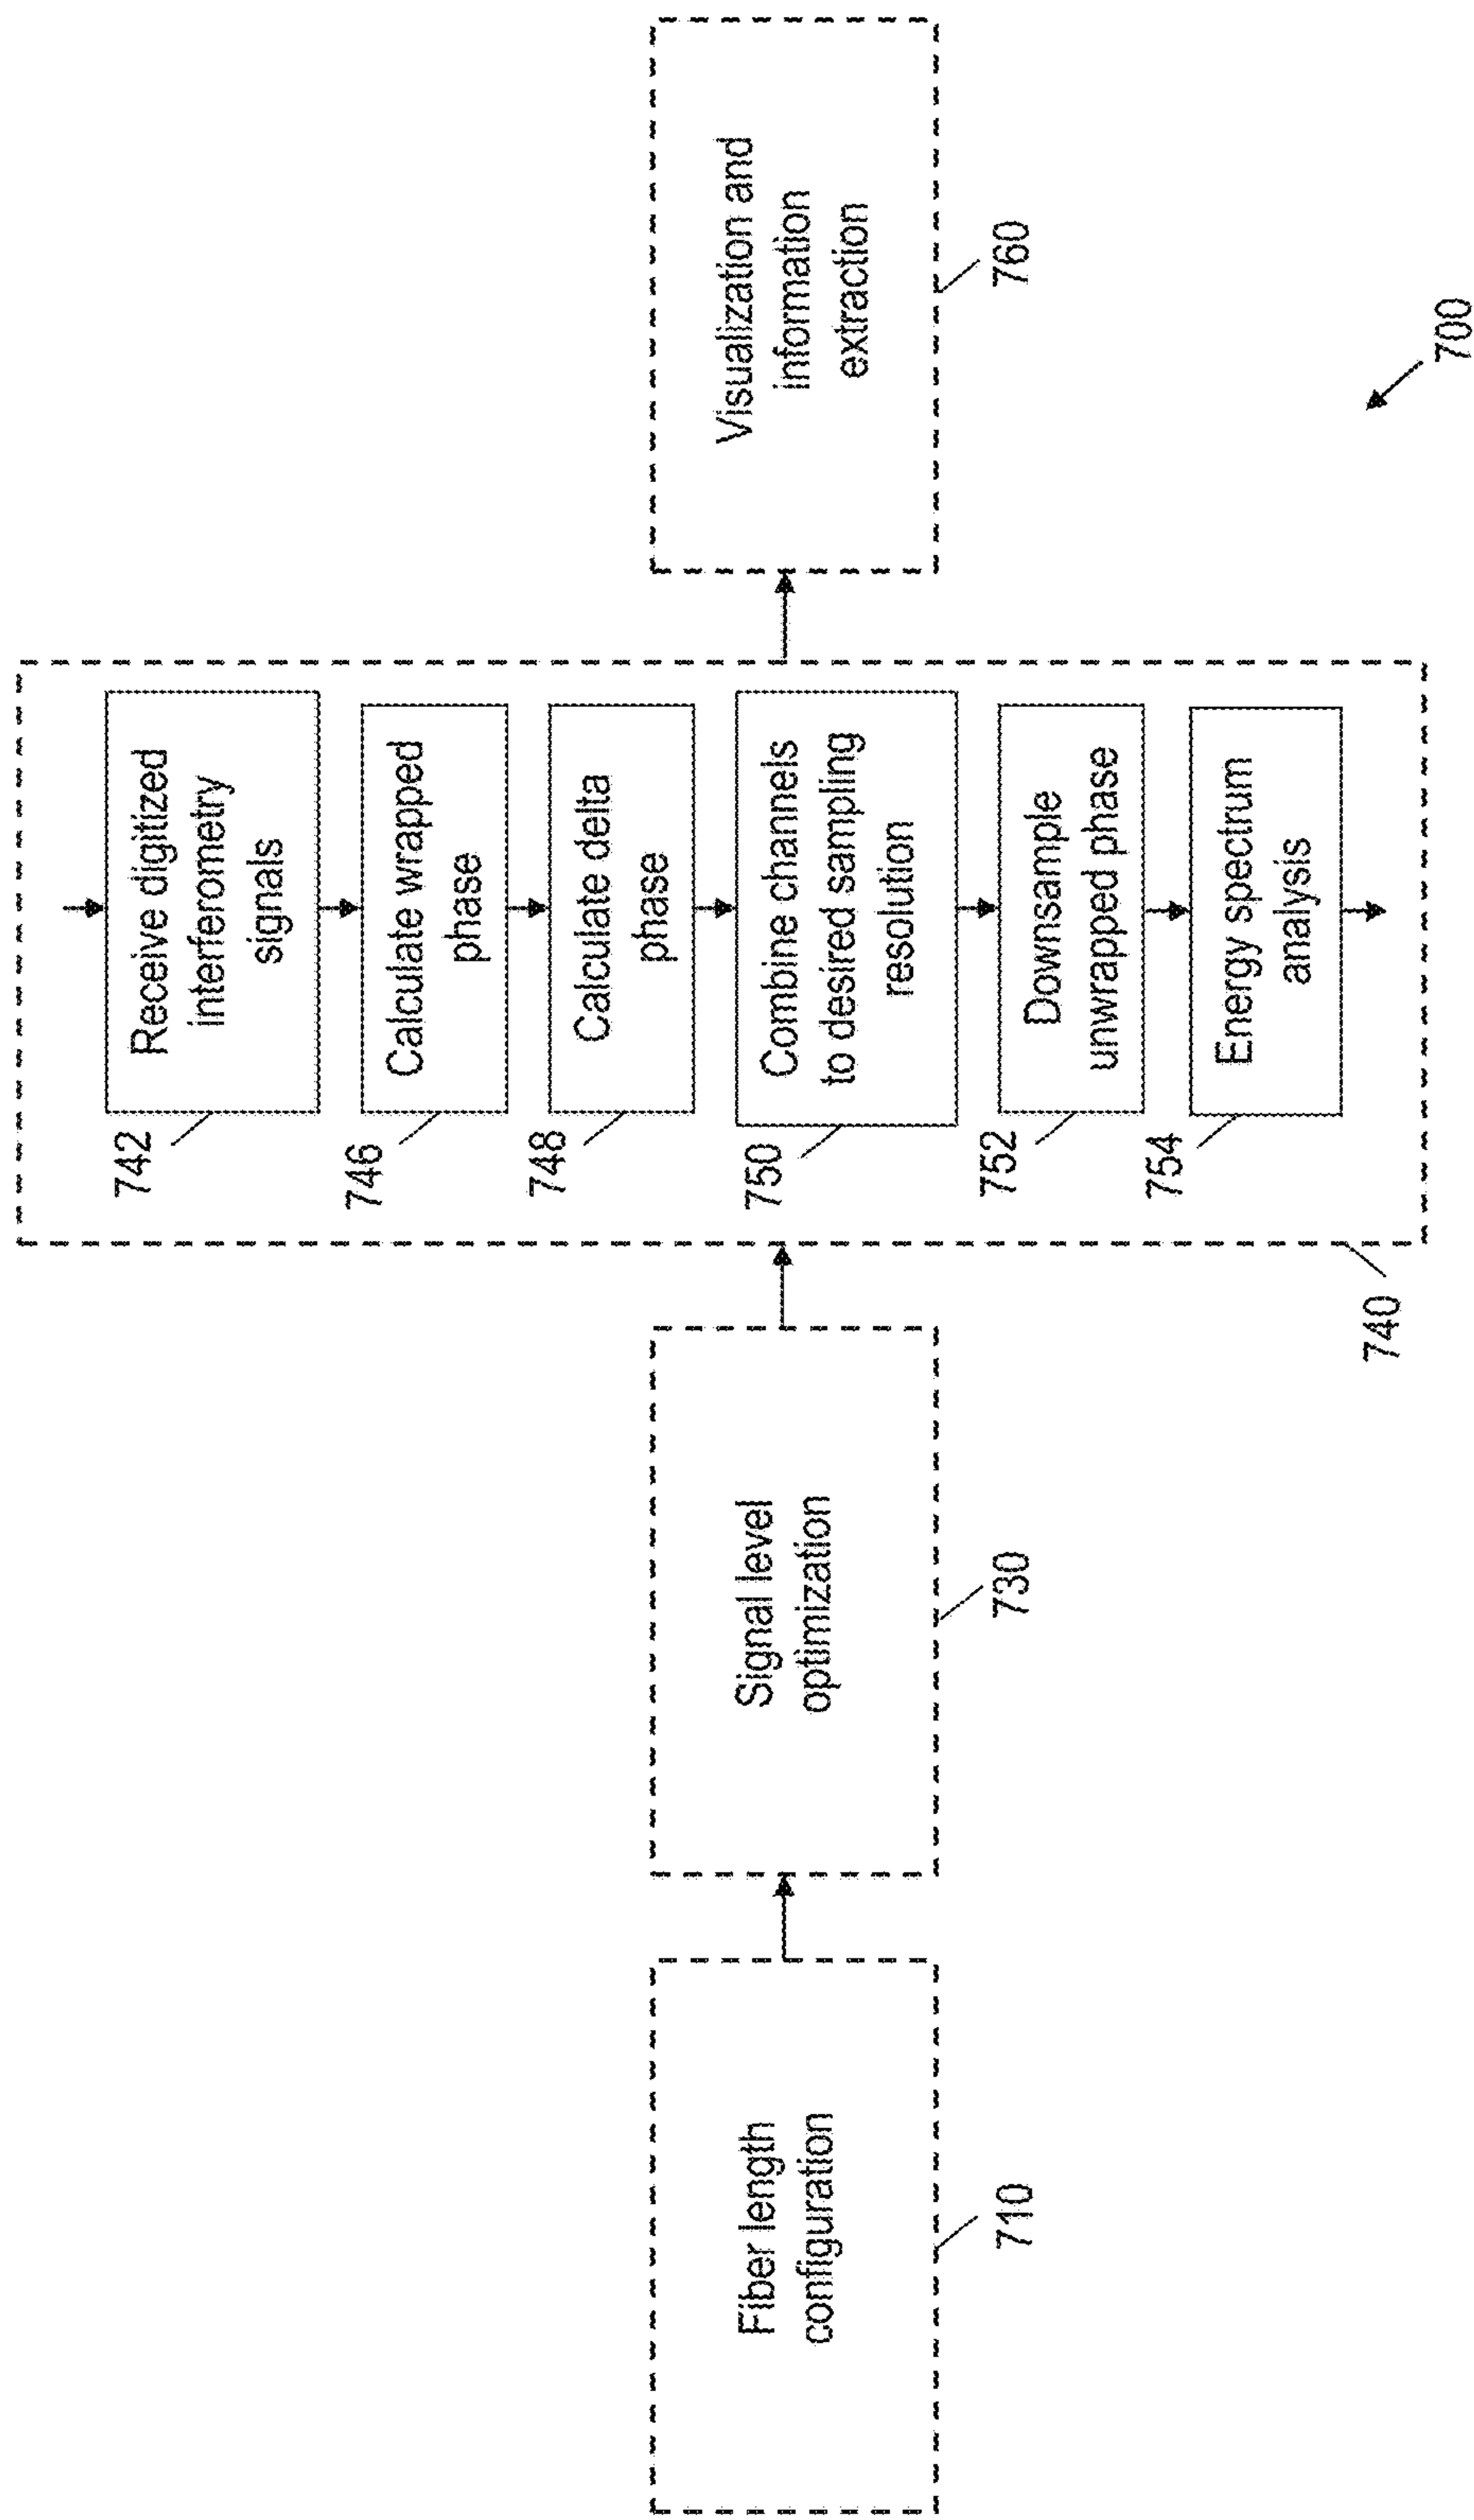 Fiber length
configuration
710
Signal level
optimization
730
740
742
Receive digitized
interferometry
signals
746
Calculate wrapped
phase
748
Calculate delta
phase
750
Combine channels
to desired sampling
resolution
752
Downsample
unwrapped phase
754
Energy spectrum
analysis
Visualization and
information
extraction
760
700